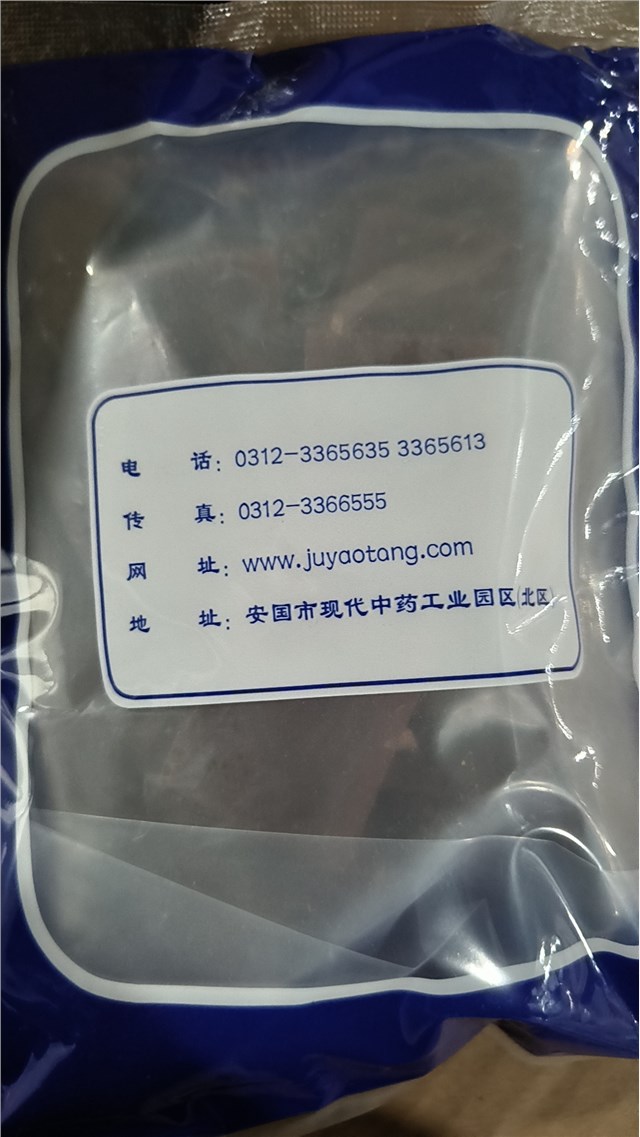 电 话：0312-3365635 3365613
传 真：0312-3366555
网 址：www.juyaotang.com
地 址：安国市现代中药工业园区(北区)